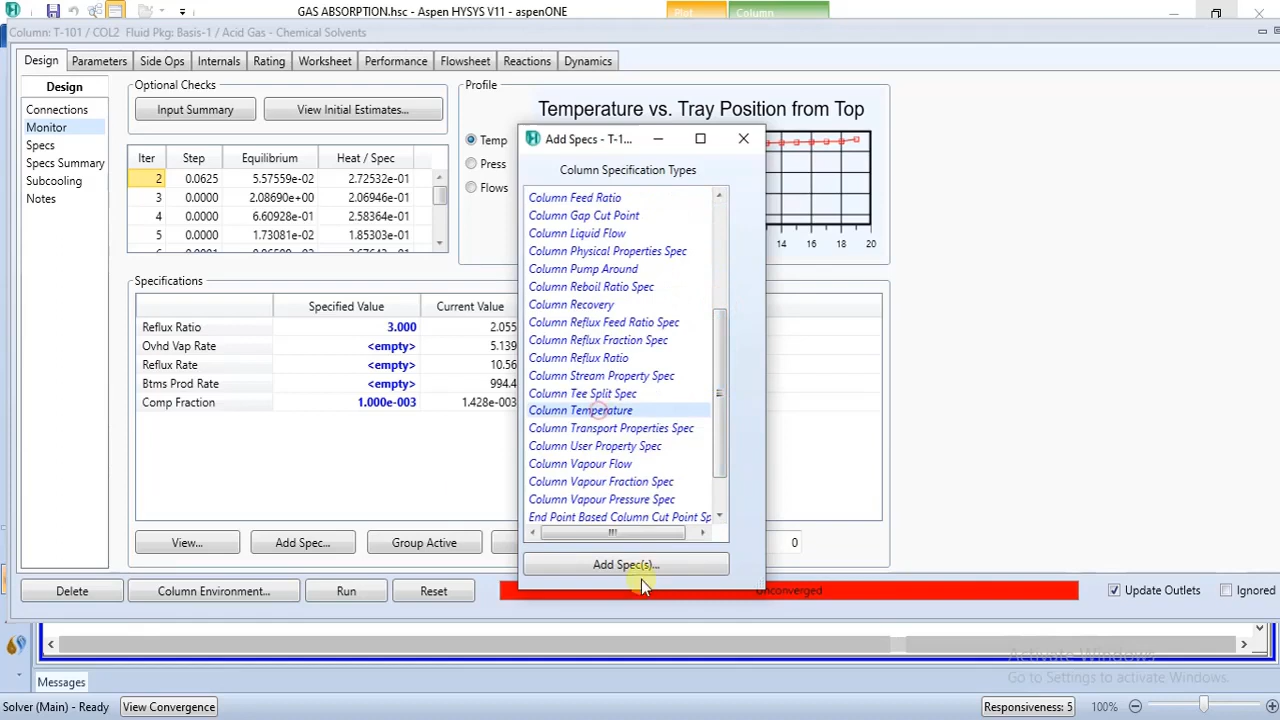 GAS ABSORPTION.hsc - Aspen HYSYS V11 - aspenONE
Plot
Column
Column: T-101 / COL2 Fluid Pkg: Basis-1 / Acid Gas - Chemical Solvents
Design Parameters Side Ops Internals Rating Worksheet Performance Flowsheet Reactions Dynamics
Design
Connections
Monitor
Specs
Specs Summary
Subcooling
Notes
Optional Checks
Input Summary View Initial Estimates...
Iter Step Equilibrium Heat / Spec
2 0.0625 5.57559e-02 2.72532e-01
3 0.0000 2.08690e+00 2.06946e-01
4 0.0000 6.60928e-01 2.58364e-01
5 0.0000 1.73081e-02 1.85303e-01
Profile
Temperature vs. Tray Position from Top
Temp
Press
Flows
14 16 18 20
Specifications
Specified Value Current Value
Reflux Ratio 3.000 2.055
Ovhd Vap Rate <empty> 5.139
Reflux Rate <empty> 10.56
Btms Prod Rate <empty> 994.4
Comp Fraction 1.000e-003 1.428e-003
View... Add Spec... Group Active
0
Add Specs - T-1...
Column Specification Types
Column Feed Ratio
Column Gap Cut Point
Column Liquid Flow
Column Physical Properties Spec
Column Pump Around
Column Reboil Ratio Spec
Column Recovery
Column Reflux Feed Ratio Spec
Column Reflux Fraction Spec
Column Reflux Ratio
Column Stream Property Spec
Column Tee Split Spec
Column Temperature
Column Transport Properties Spec
Column User Property Spec
Column Vapour Flow
Column Vapour Fraction Spec
Column Vapour Pressure Spec
End Point Based Column Cut Point Sp
Add Spec(s)...
Delete Column Environment... Run Reset Unconverged Update Outlets Ignored
Activate Windows
Go to Settings to activate Windows.
Messages
Solver (Main) - Ready View Convergence Responsiveness: 5 100%